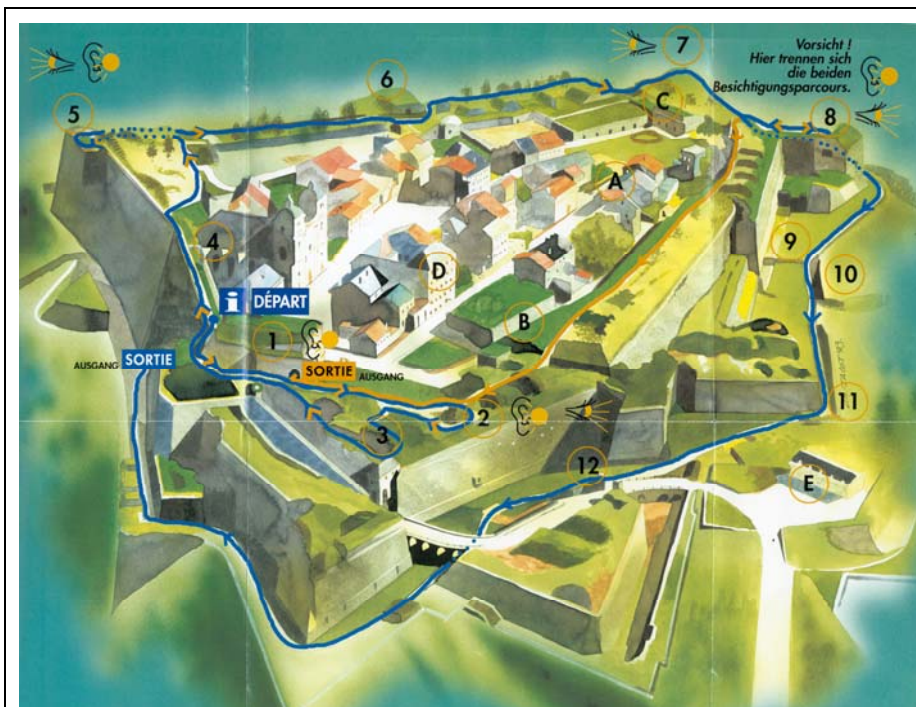 7
Vorsicht !
Hier trennen sich
die beiden
Besichtigungsparcours.
6
C
5
8
A
4
9
D
10
i DÉPART
B
1
AUSGANG SORTIE
SORTIE AUSGANG
2
11
3
12
E